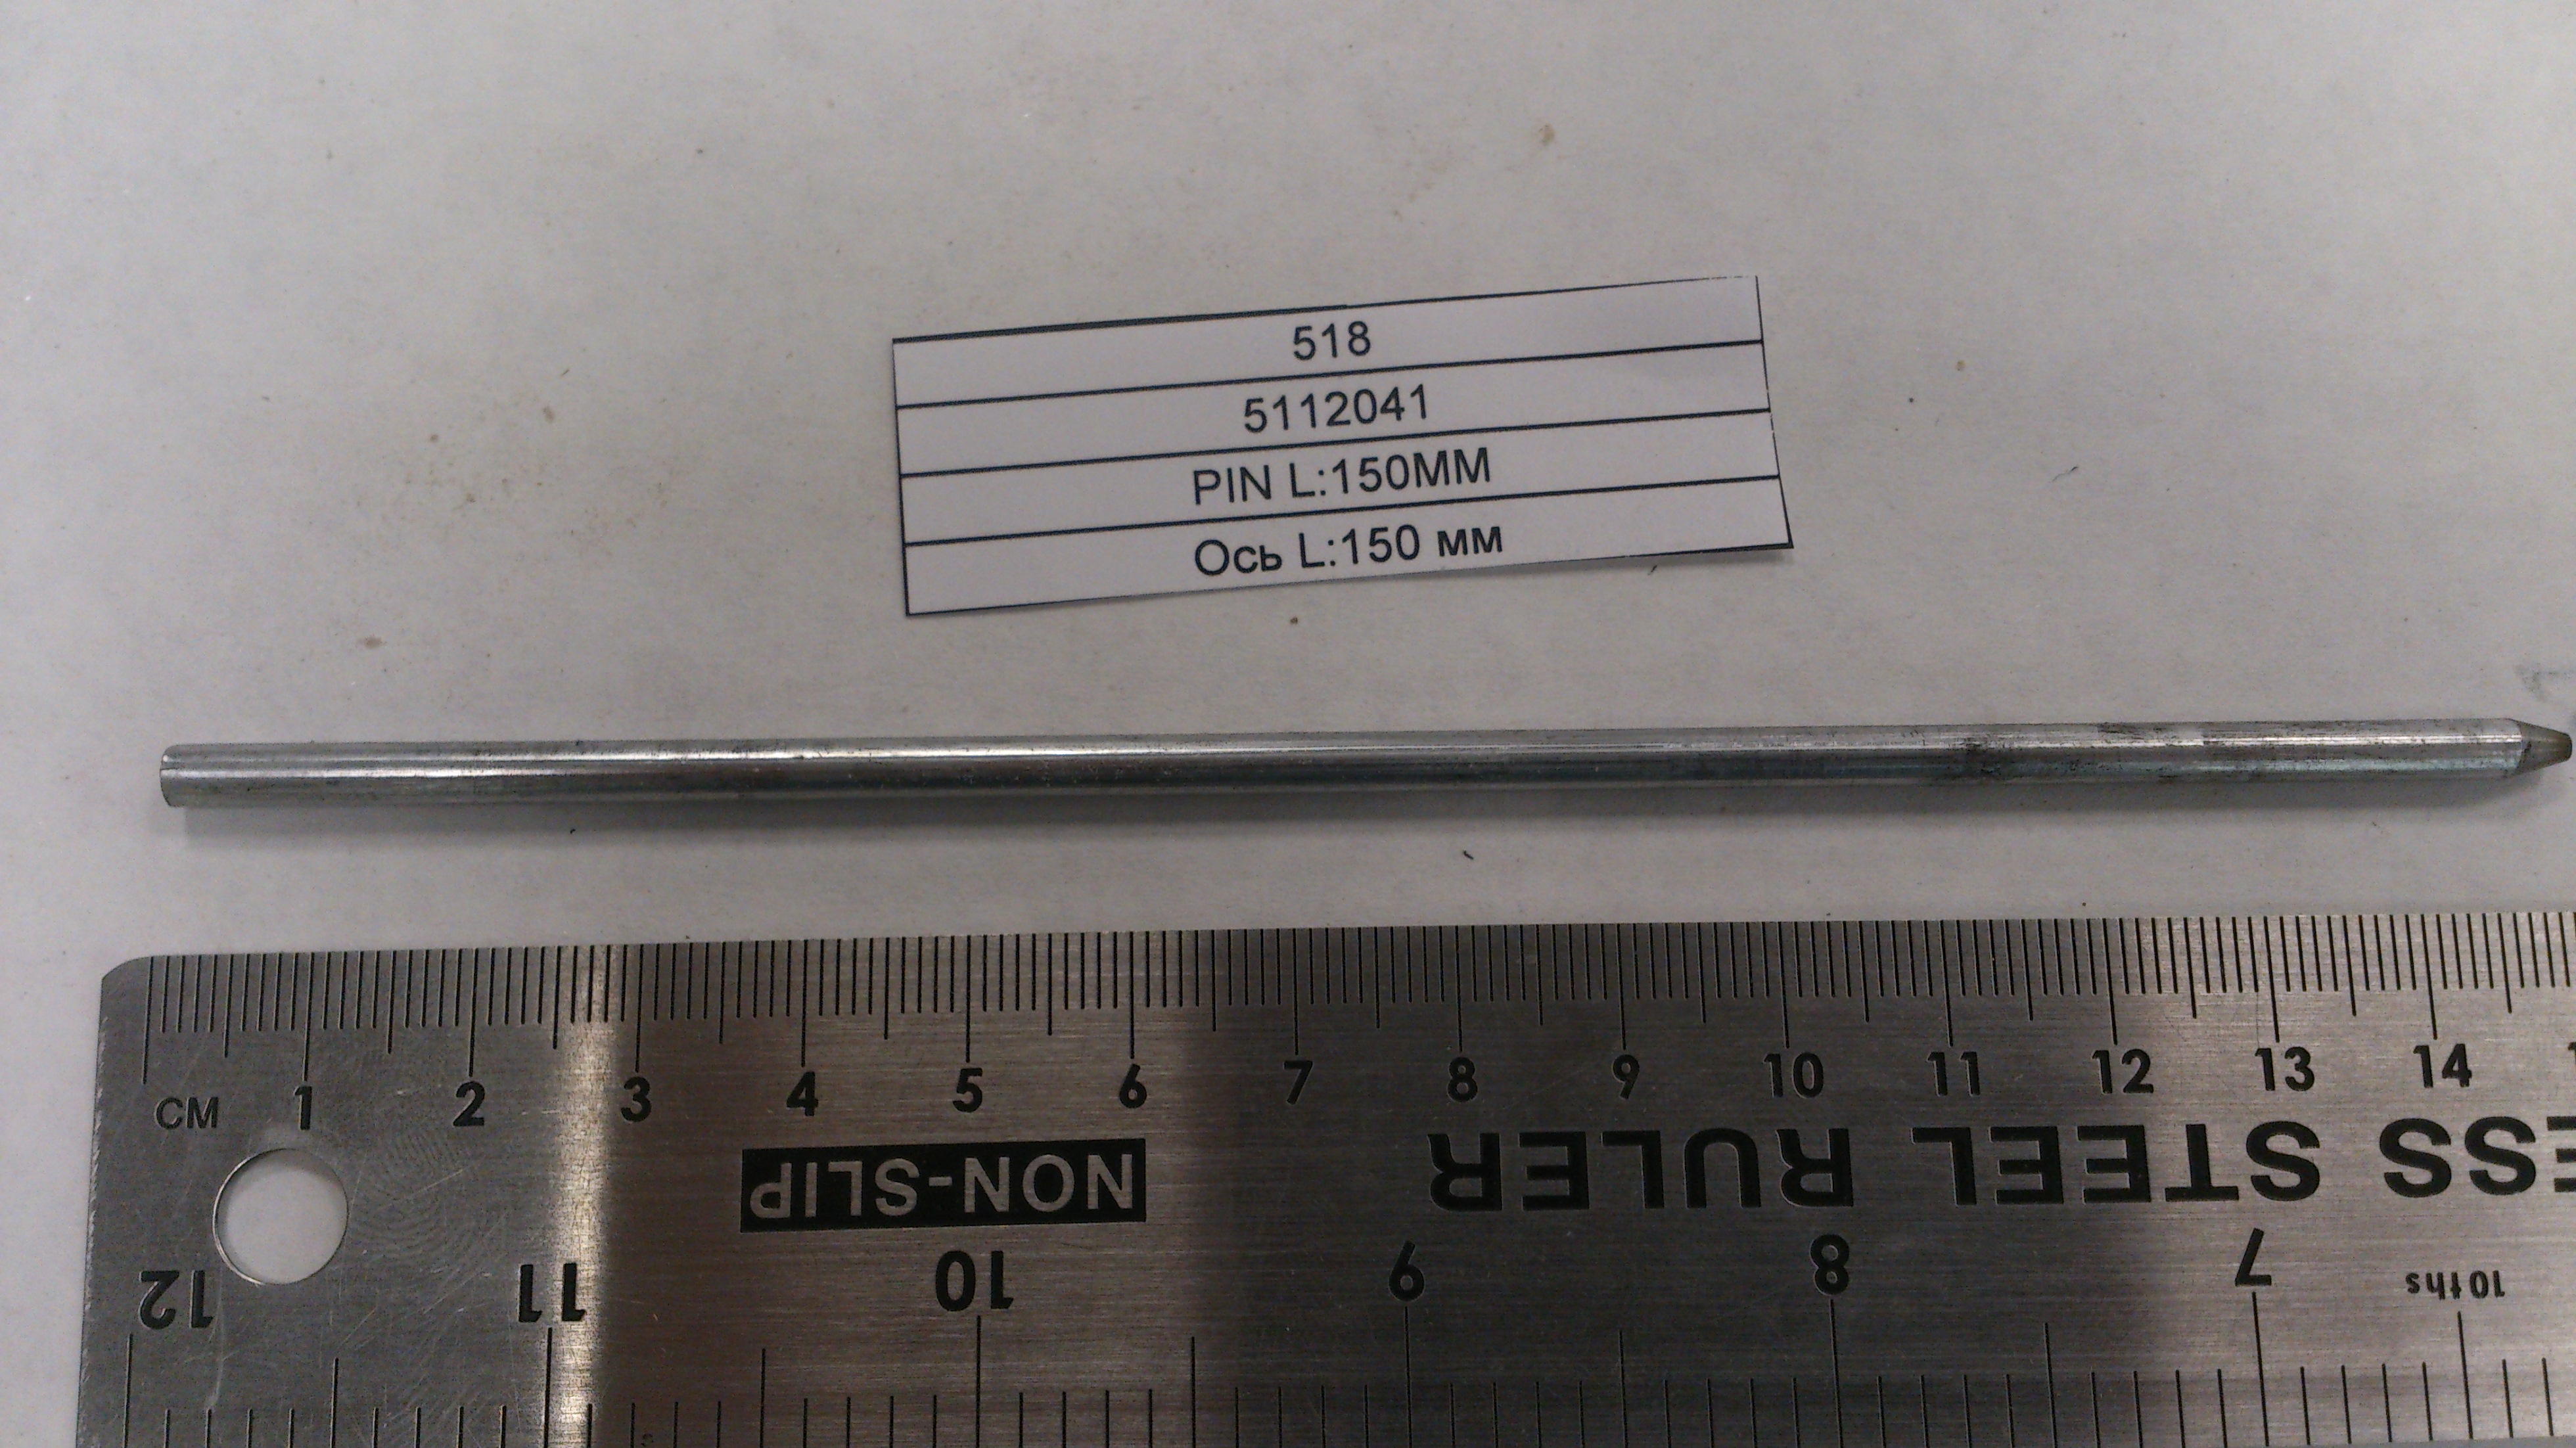 518
5112041
PIN L:150MM
Ось L:150 мм
CM 1 2 3 4 5 6 7 8 9 10 11 12 13 14
NON-SLIP
ESS STEEL RULER
12 11 10 9 8 7
10ths